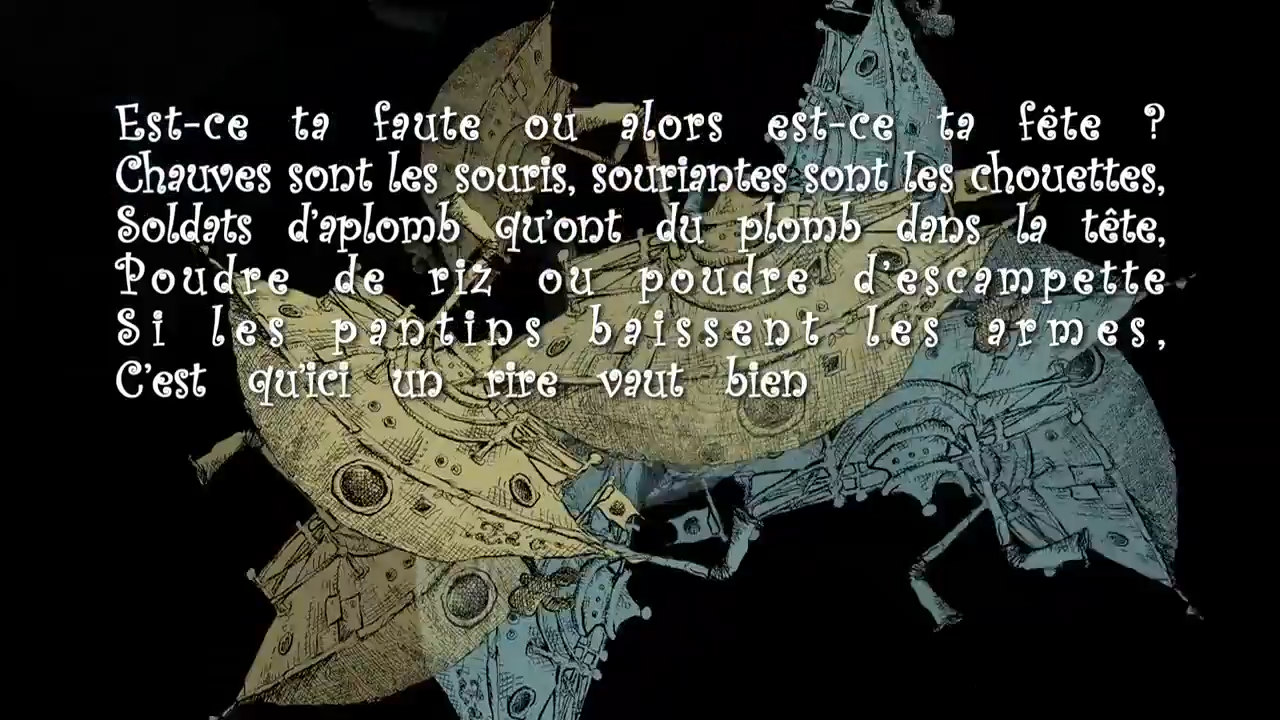 Est-ce ta faute ou alors est-ce ta fête ?
Chauves sont les souris, souriantes sont les chouettes,
Soldats d'aplomb qu'ont du plomb dans la tête,
Poudre de riz ou poudre d'escampette
Si les pantins baissent les armes,
C'est qu'ici un rire vaut bien